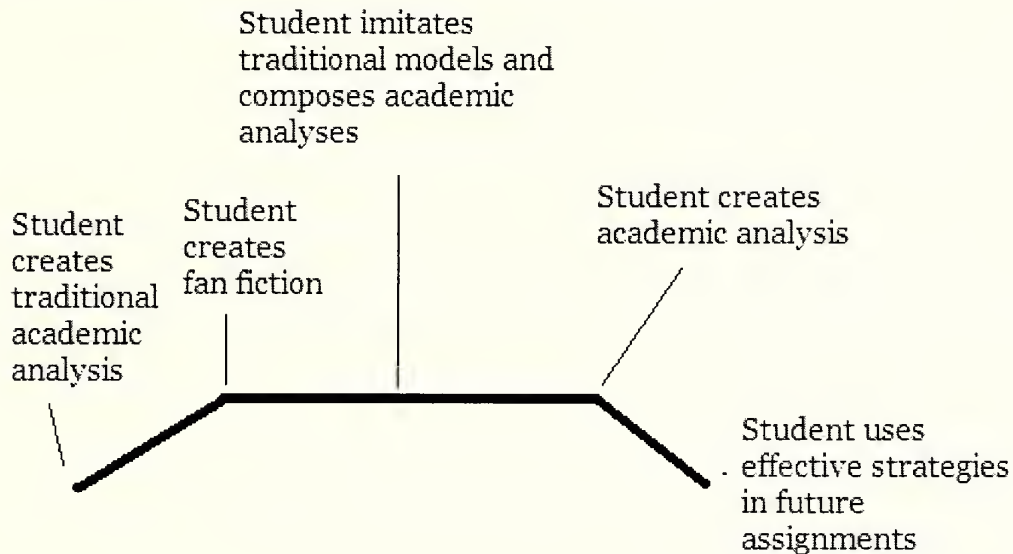 Student imitates
traditional models and
composes academic
analyses
Student
creates
traditional
academic
analysis
Student
creates
fan fiction
Student creates
academic analysis
Student uses
effective strategies
in future
assignments